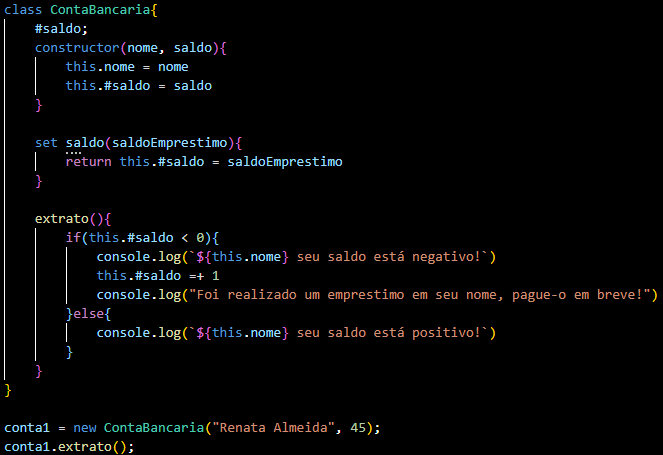 class ContaBancaria{
#saldo;
constructor(nome, saldo){
this.nome = nome
this.#saldo = saldo
}
set saldo(saldoEmprestimo){
return this.#saldo = saldoEmprestimo
}
extrato(){
if(this.#saldo < 0){
console.log(`${this.nome} seu saldo está negativo!`)
this.#saldo =+ 1
console.log("Foi realizado um emprestimo em seu nome, pague-o em breve!")
}else{
console.log(`${this.nome} seu saldo está positivo!`)
}
}
}
conta1 = new ContaBancaria("Renata Almeida", 45);
conta1.extrato();